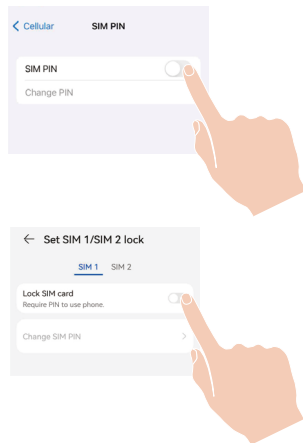 Cellular SIM PIN
SIM PIN
Change PIN
Set SIM 1/SIM 2 lock
SIM 1 SIM 2
Lock SIM card
Require PIN to use phone.
Change SIM PIN